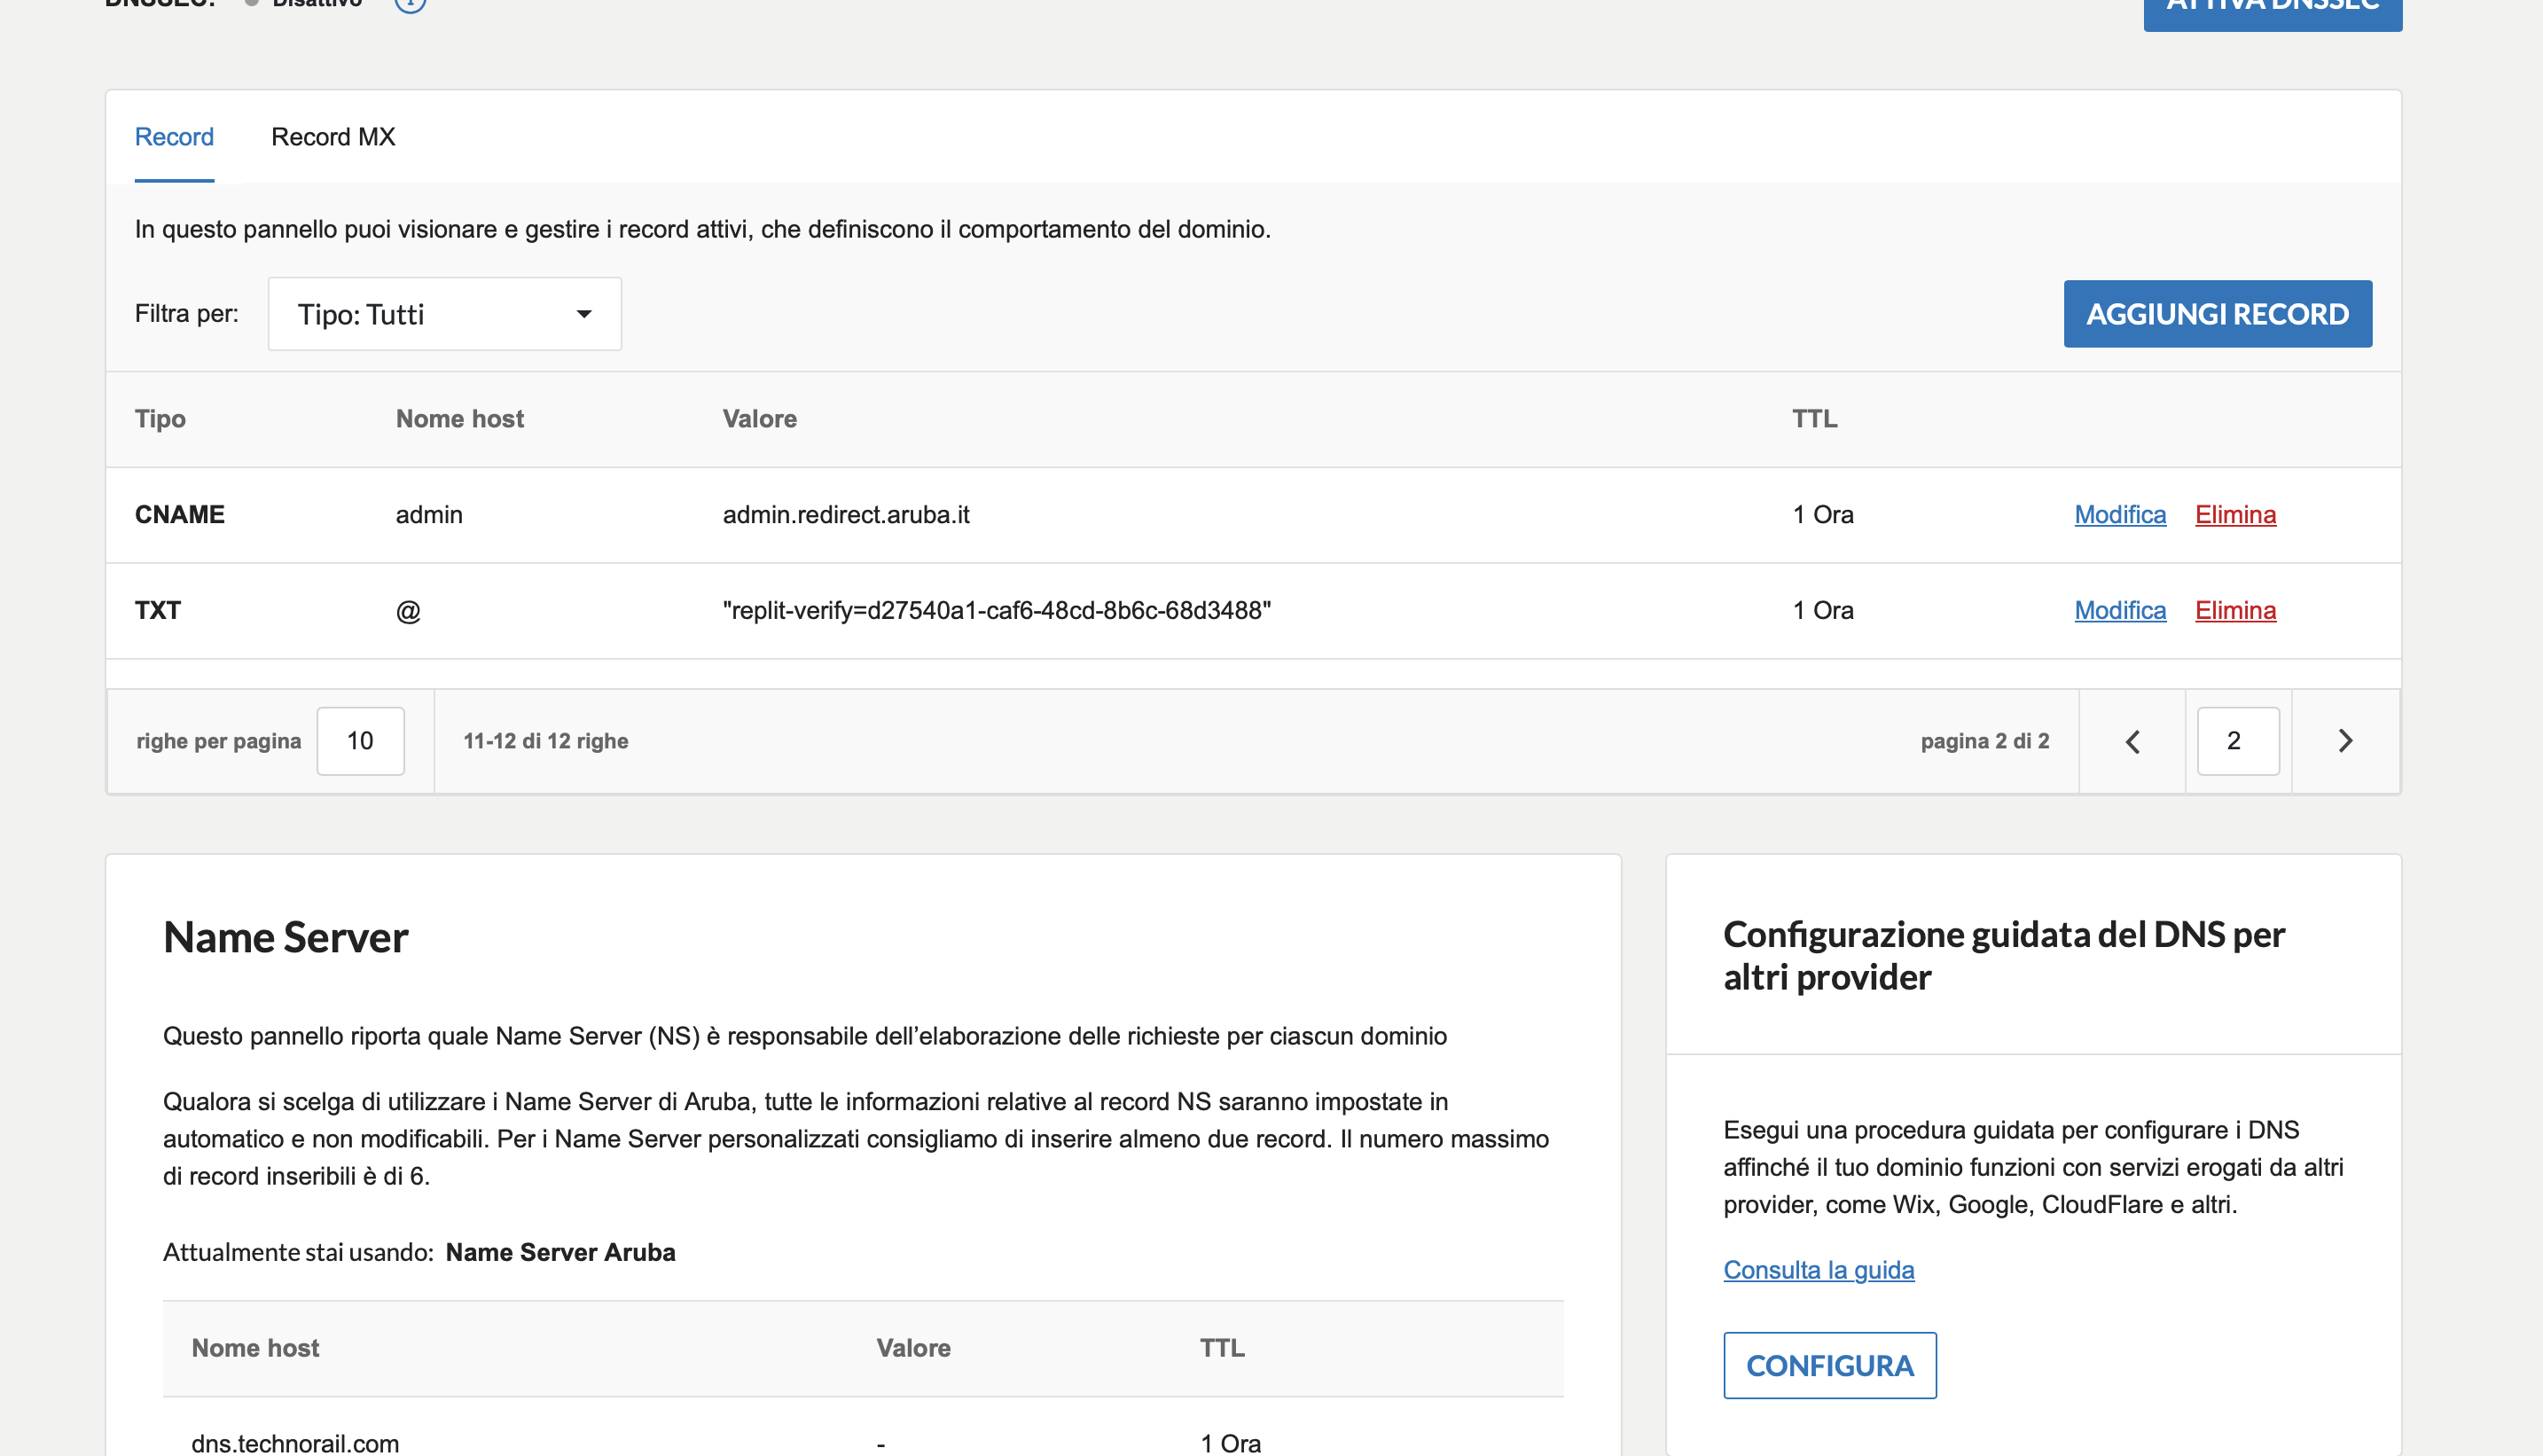 DNSSEC: Disattivo
ATTIVA DNSSEC
Record Record MX
In questo pannello puoi visionare e gestire i record attivi, che definiscono il comportamento del dominio.
Filtra per: Tipo: Tutti AGGIUNGI RECORD
Tipo Nome host Valore TTL
CNAME admin admin.redirect.aruba.it 1 Ora Modifica Elimina
TXT @ "replit-verify=d27540a1-caf6-48cd-8b6c-68d3488" 1 Ora Modifica Elimina
righe per pagina 10 11-12 di 12 righe pagina 2 di 2 2
Name Server
Questo pannello riporta quale Name Server (NS) è responsabile dell’elaborazione delle richieste per ciascun dominio
Qualora si scelga di utilizzare i Name Server di Aruba, tutte le informazioni relative al record NS saranno impostate in
automatico e non modificabili. Per i Name Server personalizzati consigliamo di inserire almeno due record. Il numero massimo
di record inseribili è di 6.
Attualmente stai usando: Name Server Aruba
Nome host Valore TTL
dns.technorail.com - 1 Ora
Configurazione guidata del DNS per
altri provider
Esegui una procedura guidata per configurare i DNS
affinché il tuo dominio funzioni con servizi erogati da altri
provider, come Wix, Google, CloudFlare e altri.
Consulta la guida
CONFIGURA